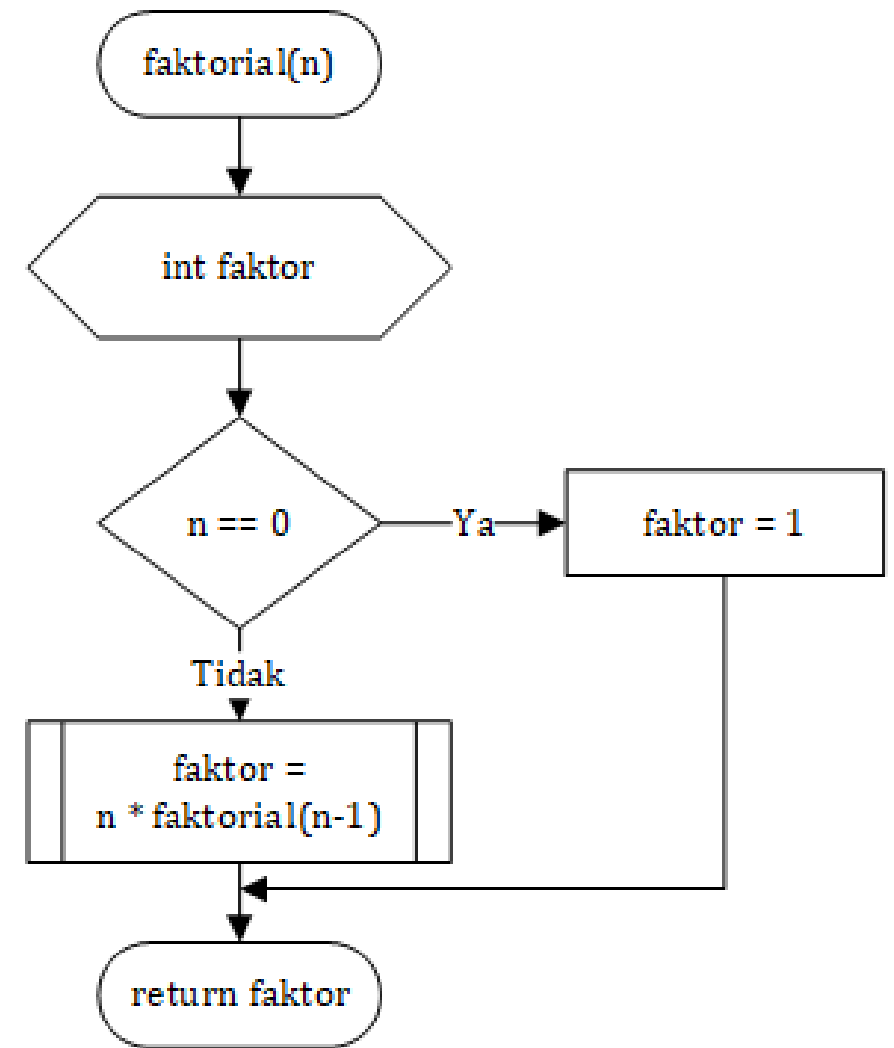 faktorial(n)
int faktor
n == 0
Ya
faktor = 1
Tidak
faktor =
n * faktorial(n-1)
return faktor